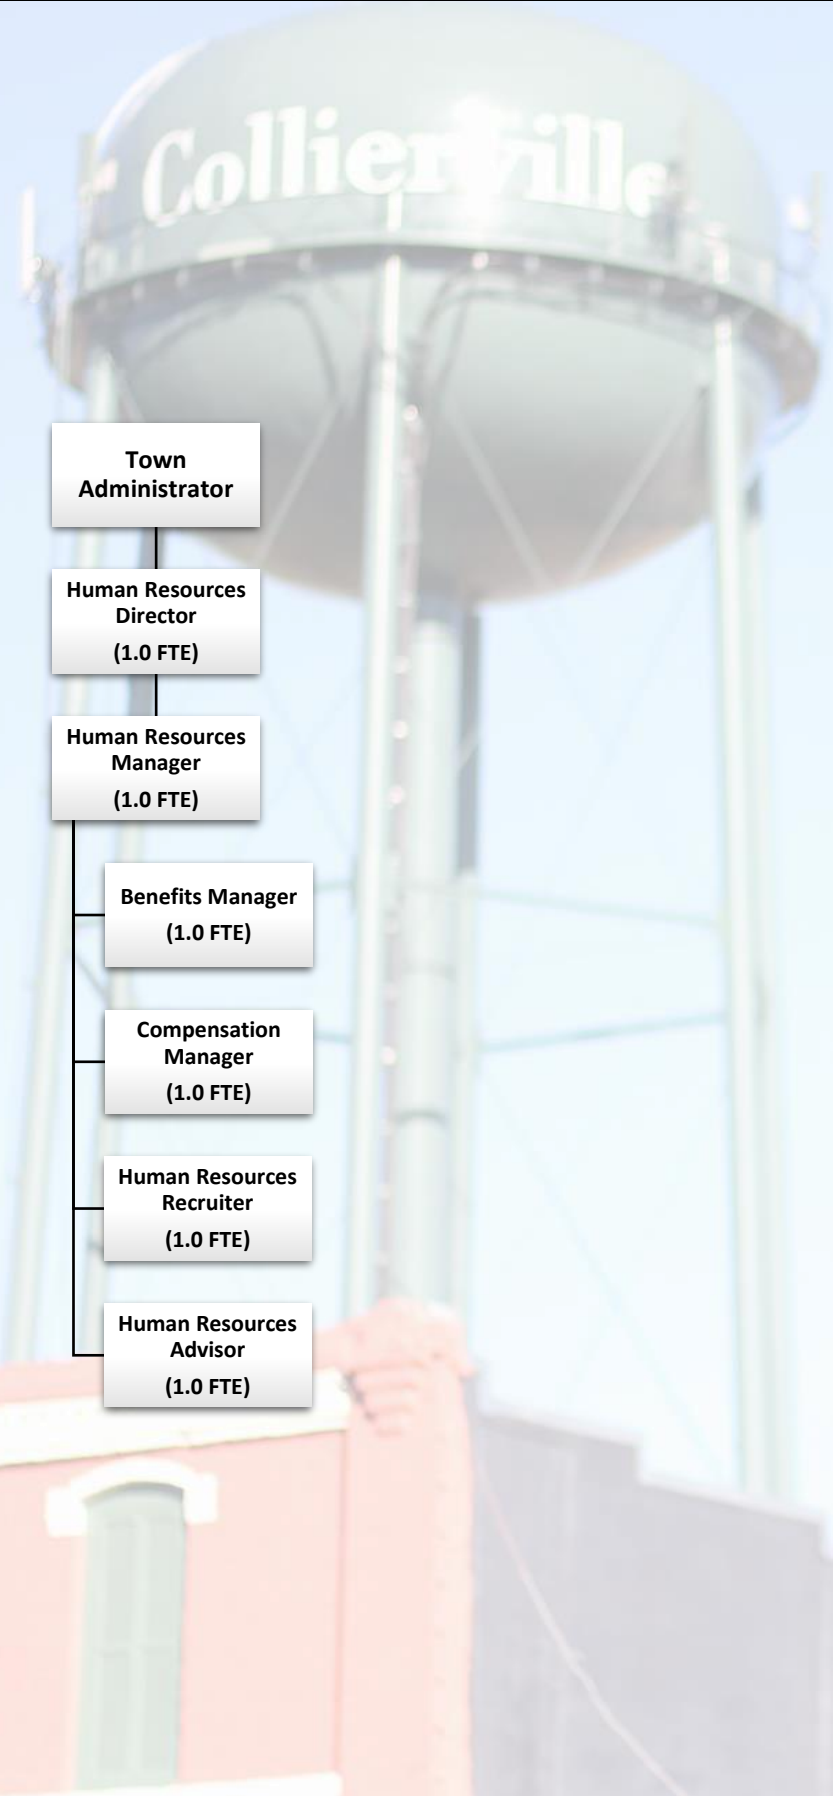 Collierville
Town
Administrator
Human Resources
Director
(1.0 FTE)
Human Resources
Manager
(1.0 FTE)
Benefits Manager
(1.0 FTE)
Compensation
Manager
(1.0 FTE)
Human Resources
Recruiter
(1.0 FTE)
Human Resources
Advisor
(1.0 FTE)